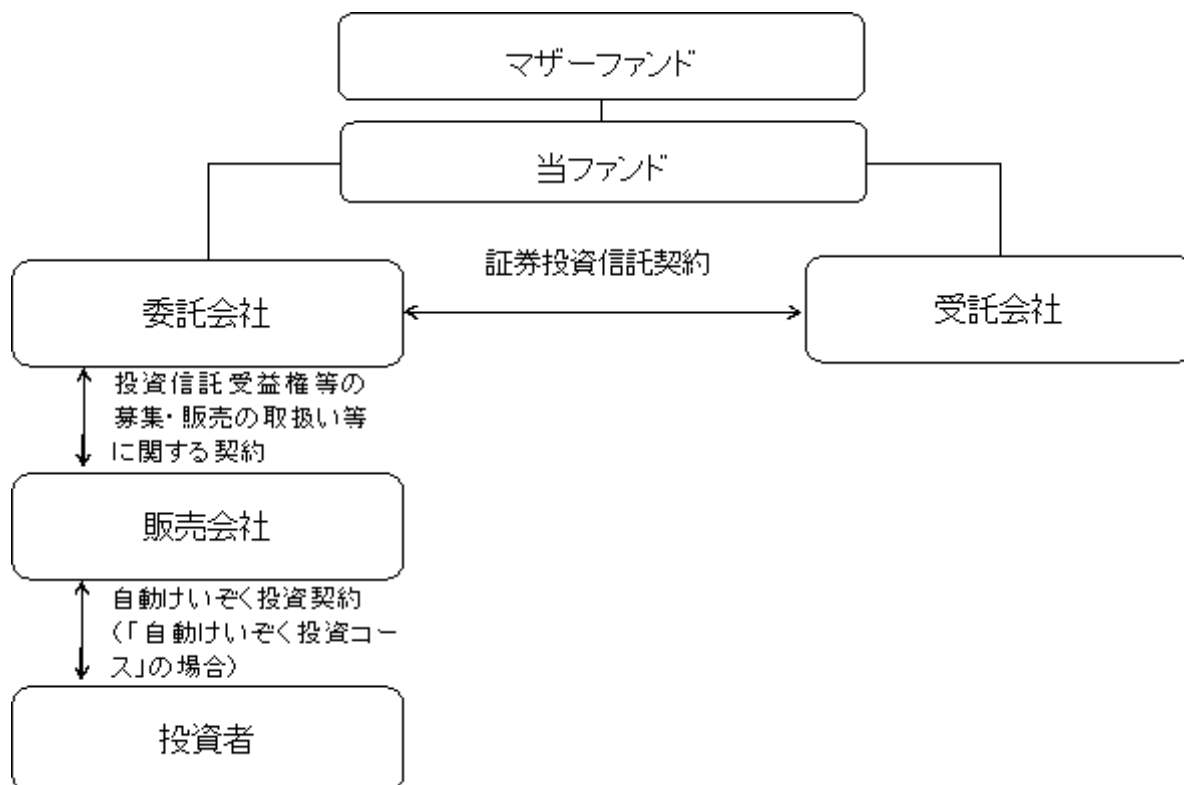 マザーファンド
当ファンド
証券投資信託契約
委託会社
受託会社
投資信託受益権等の
募集・販売の取扱い等
に関する契約
販売会社
自動けいぞく投資契約
(「自動けいぞく投資コー
ス」の場合)
投資者